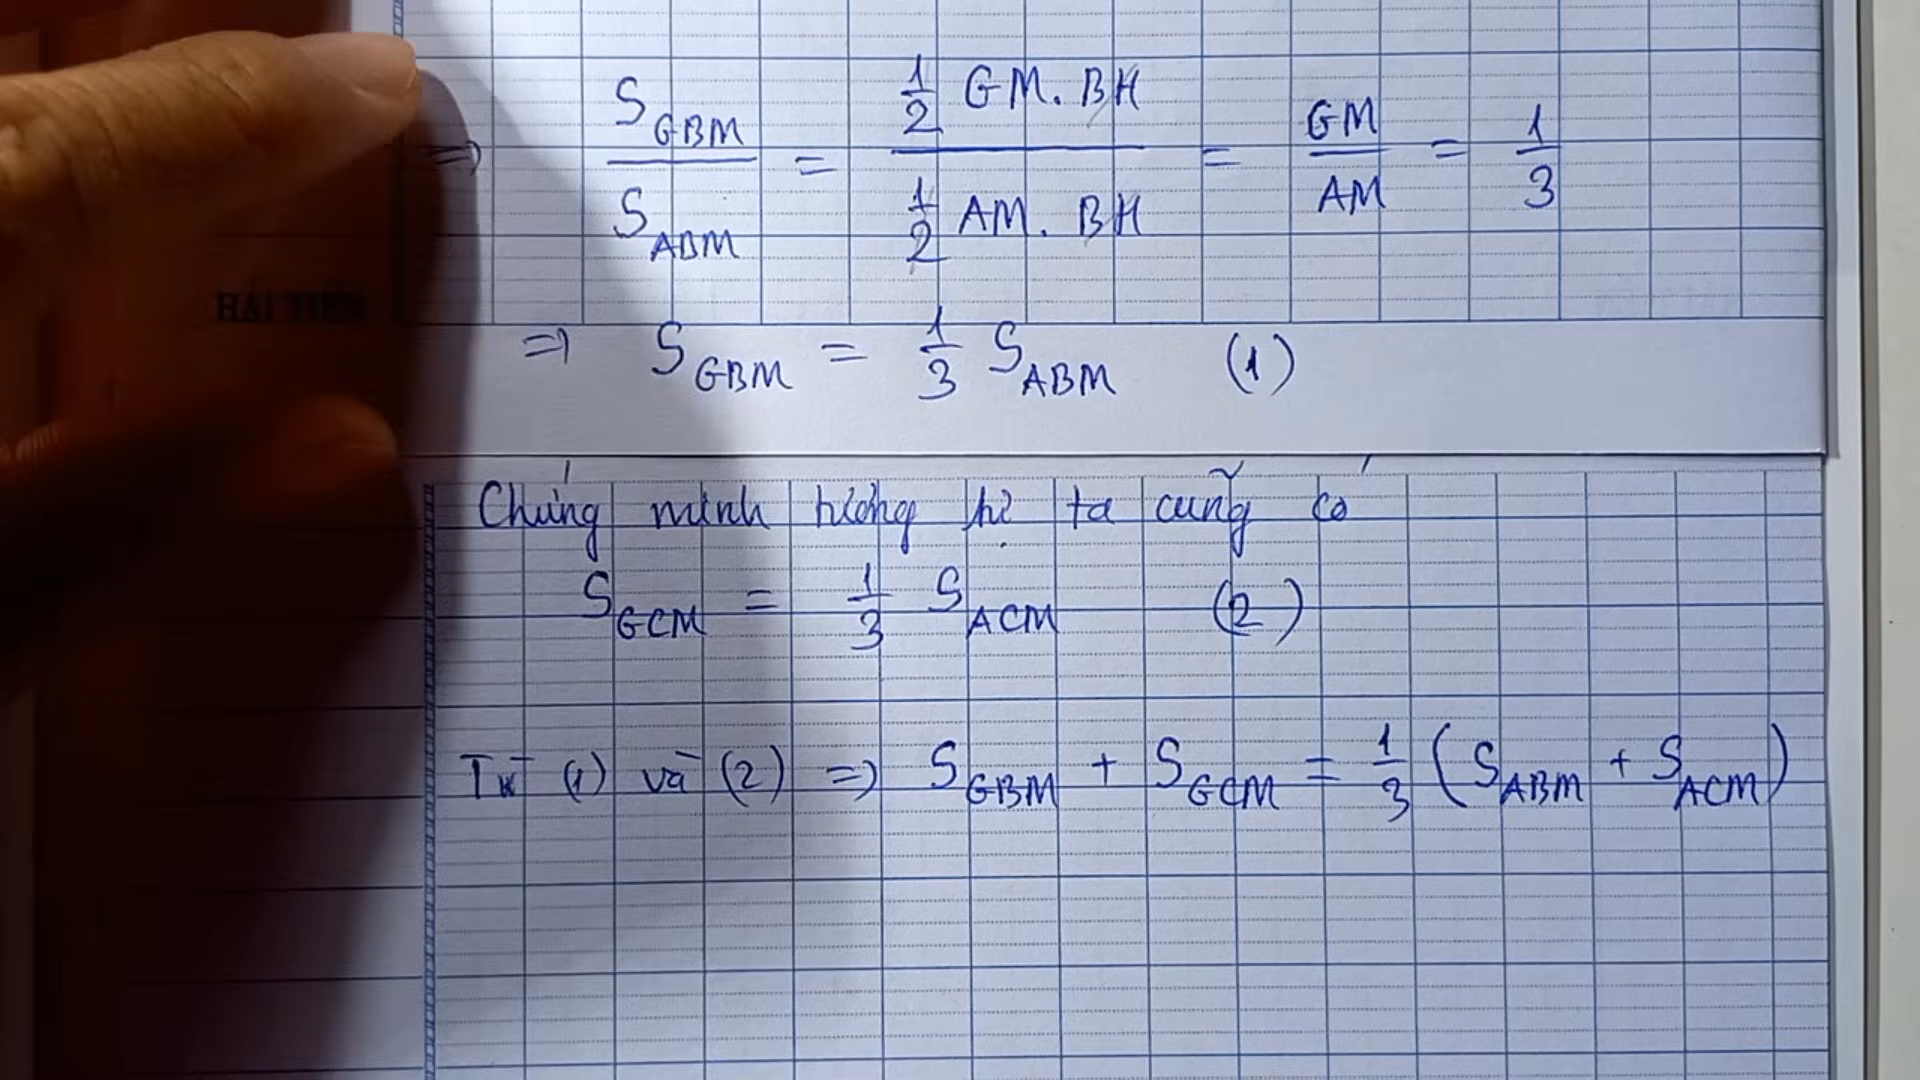 ⇒ S_GBM / S_ABM = (1/2 GM. BH) / (1/2 AM. BH) = GM / AM = 1/3
HẢI TIẾN
⇒ S_GBM = 1/3 S_ABM (1)
Chứng minh tương tự ta cũng có
S_GCM = 1/3 S_ACM (2)
Từ (1) và (2) ⇒ S_GBM + S_GCM = 1/3 (S_ABM + S_ACM)